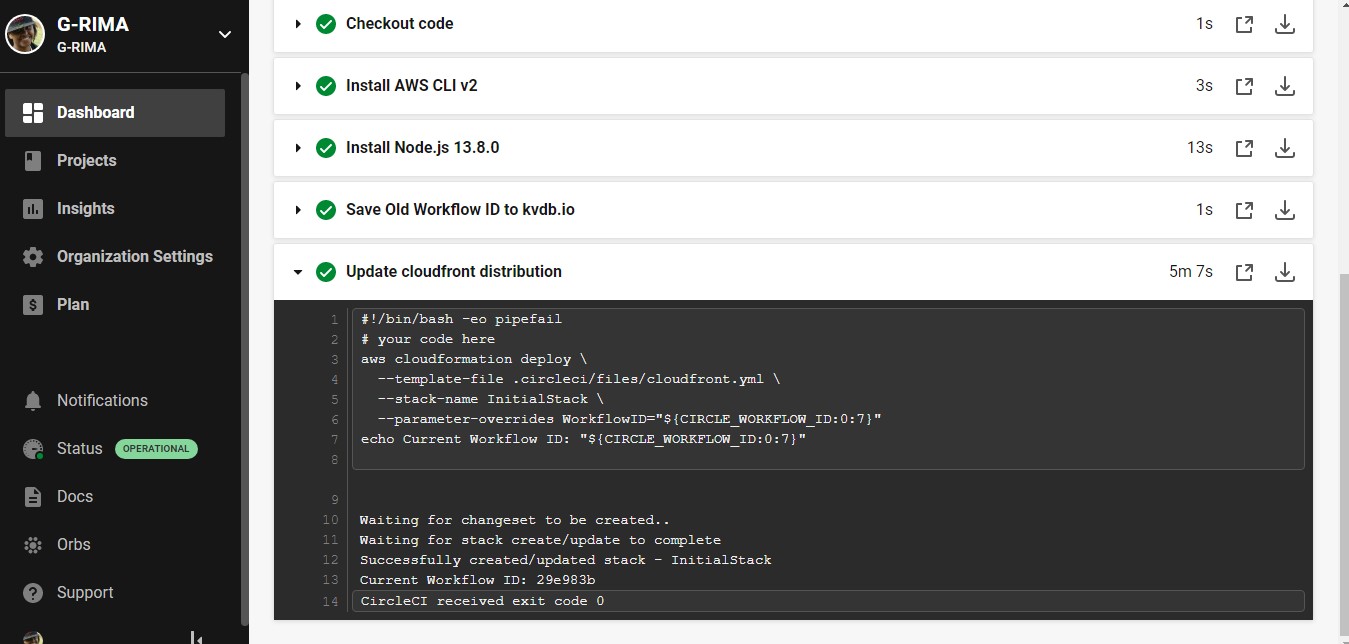 G-RIMA
G-RIMA
Dashboard
Projects
Insights
Organization Settings
Plan
Notifications
Status OPERATIONAL
Docs
Orbs
Support
Checkout code 1s
Install AWS CLI v2 3s
Install Node.js 13.8.0 13s
Save Old Workflow ID to kvdb.io 1s
Update cloudfront distribution 5m 7s
1 #!/bin/bash -eo pipefail
2 # your code here
3 aws cloudformation deploy \
4 --template-file .circleci/files/cloudfront.yml \
5 --stack-name InitialStack \
6 --parameter-overrides WorkflowID="${CIRCLE_WORKFLOW_ID:0:7}"
7 echo Current Workflow ID: "${CIRCLE_WORKFLOW_ID:0:7}"
8
9
10 Waiting for changeset to be created..
11 Waiting for stack create/update to complete
12 Successfully created/updated stack - InitialStack
13 Current Workflow ID: 29e983b
14 CircleCI received exit code 0